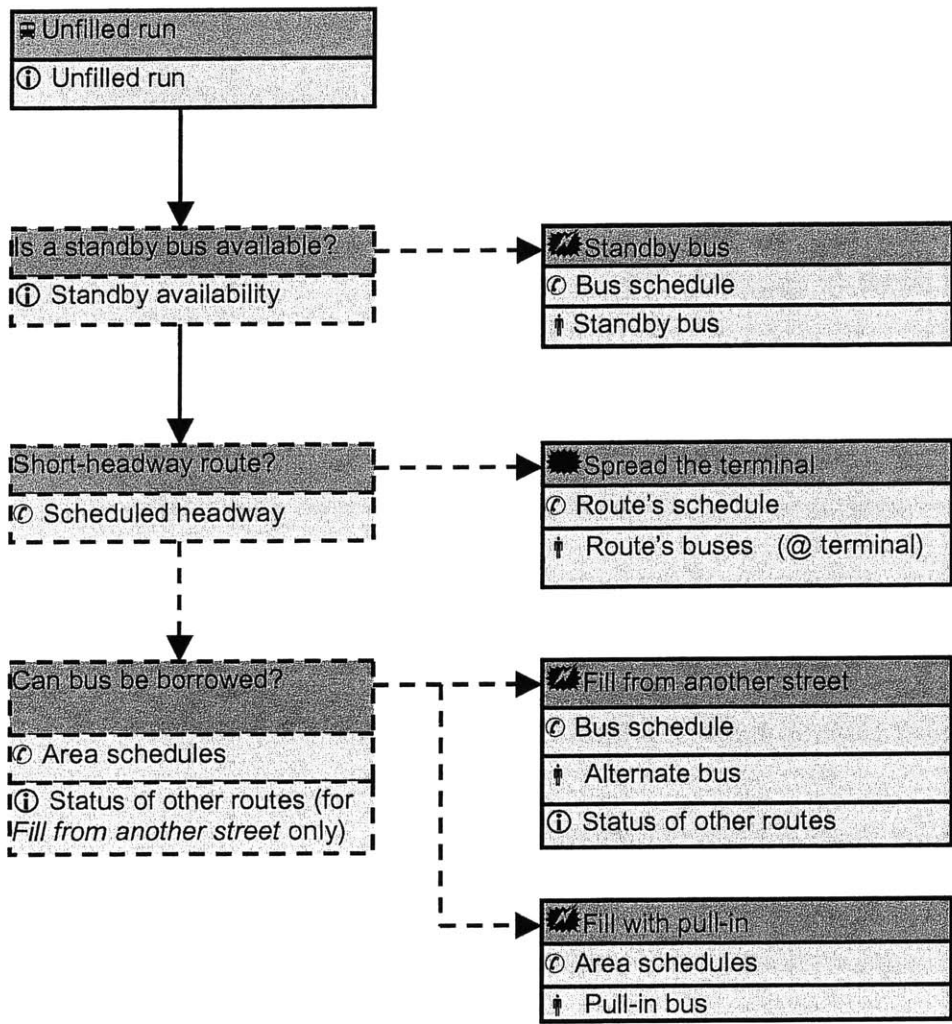 Unfilled run
Unfilled run
Is a standby bus available?
Standby availability
Standby bus
Bus schedule
Standby bus
Short-headway route?
Scheduled headway
Spread the terminal
Route's schedule
Route's buses (@ terminal)
Can bus be borrowed?
Area schedules
Status of other routes (for
Fill from another street only)
Fill from another street
Bus schedule
Alternate bus
Status of other routes
Fill with pull-in
Area schedules
Pull-in bus